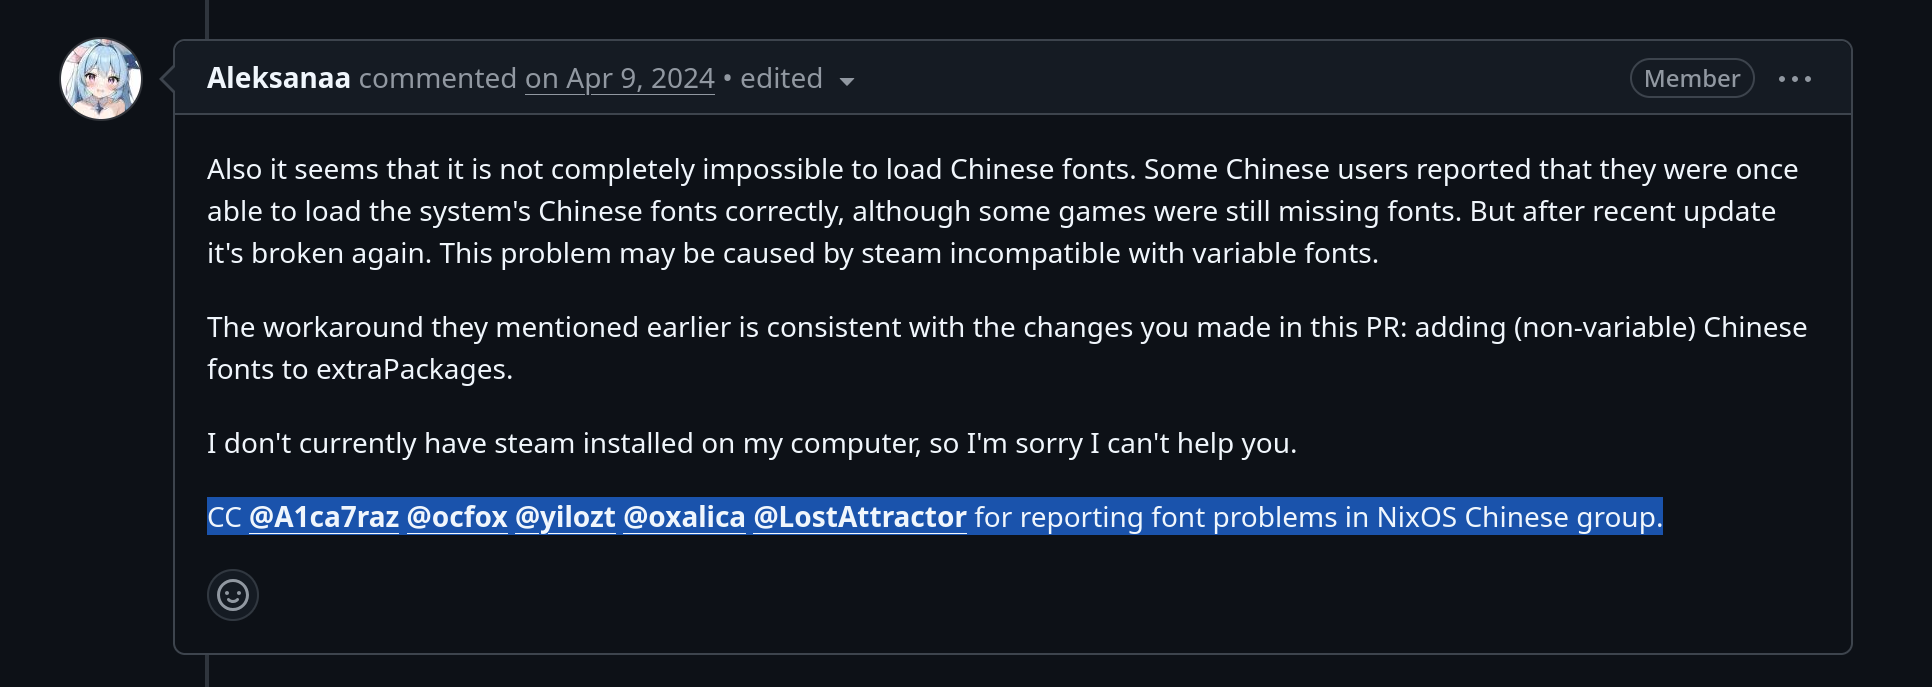 Aleksanaa commented on Apr 9, 2024 • edited
Member
Also it seems that it is not completely impossible to load Chinese fonts. Some Chinese users reported that they were once
able to load the system's Chinese fonts correctly, although some games were still missing fonts. But after recent update
it's broken again. This problem may be caused by steam incompatible with variable fonts.
The workaround they mentioned earlier is consistent with the changes you made in this PR: adding (non-variable) Chinese
fonts to extraPackages.
I don't currently have steam installed on my computer, so I'm sorry I can't help you.
CC @A1ca7raz @ocfox @yilozt @oxalica @LostAttractor for reporting font problems in NixOS Chinese group.